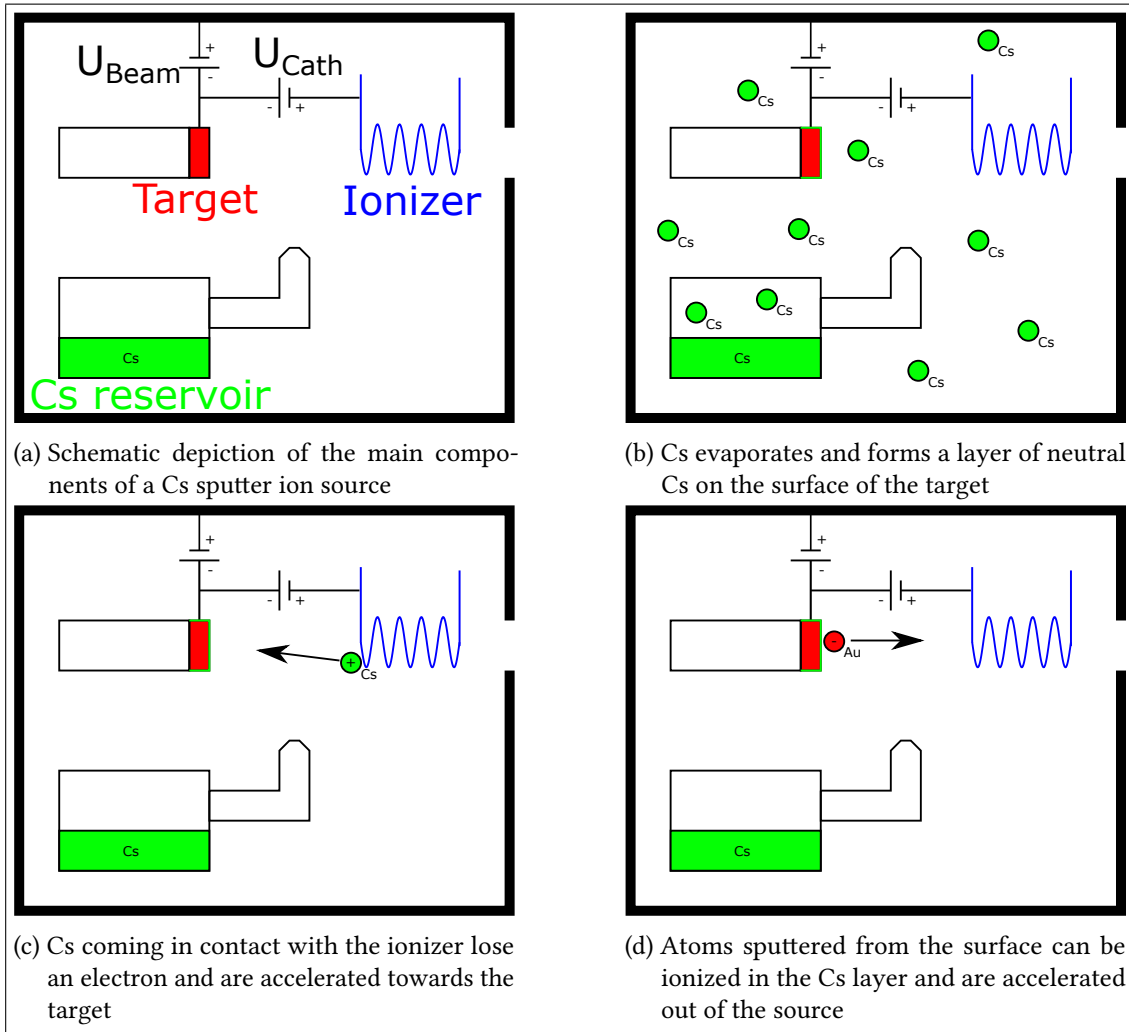 U_Beam
+
-
U_Cath
-
+
Target
Ionizer
Cs
Cs reservoir
+
-
-
+
Cs
Cs
Cs
Cs
Cs
Cs
Cs
Cs
Cs
Cs
Cs
(a) Schematic depiction of the main compo-
nents of a Cs sputter ion source
(b) Cs evaporates and forms a layer of neutral
Cs on the surface of the target
+
-
-
+
+
Cs
Cs
+
-
-
+
-
Au
Cs
(c) Cs coming in contact with the ionizer lose
an electron and are accelerated towards the
target
(d) Atoms sputtered from the surface can be
ionized in the Cs layer and are accelerated
out of the source